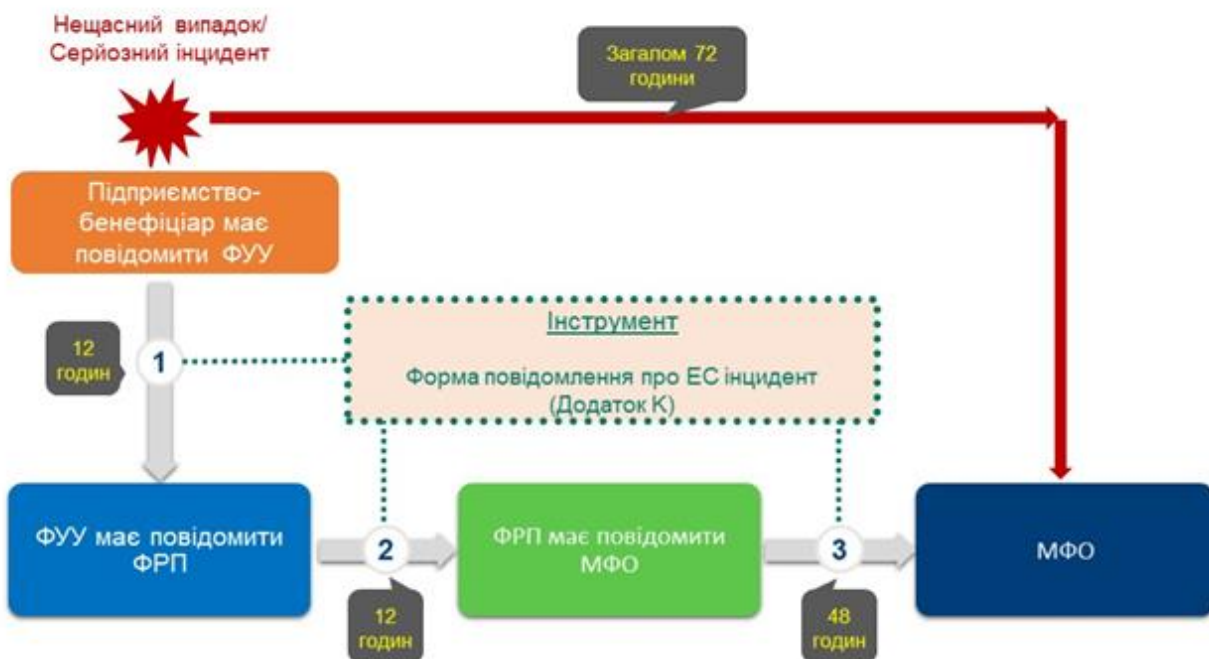 Нещасний випадок/
Серйозний інцидент
Загалом 72
години
Підприємство-
бенефіціар має
повідомити ФУУ
12
годин
1
Інструмент
Форма повідомлення про ЕС інцидент
(Додаток К)
ФУУ має повідомити
ФРП
2
ФРП має повідомити
МФО
3
МФО
12
годин
48
годин